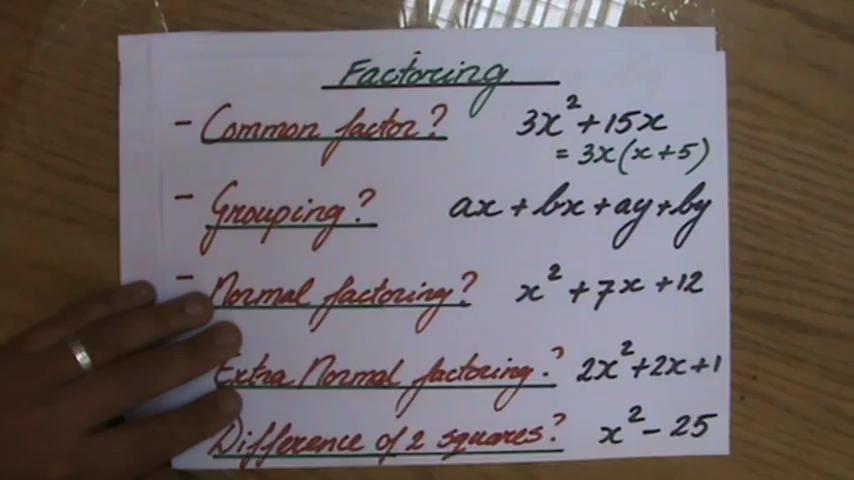 Factoring
- Common factor? 3x² + 15x
= 3x(x+5)
- Grouping? ax + bx + ay + by
- Normal factoring? x² + 7x + 12
Extra Normal factoring? 2x² + 2x + 1
Difference of 2 squares? x² - 25